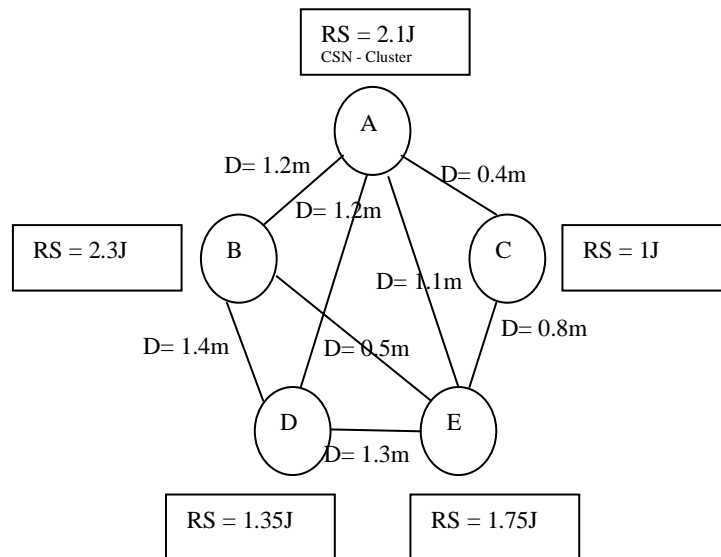 RS = 2.1J
CSN - Cluster
A
D= 1.2m
D= 0.4m
D= 1.2m
RS = 2.3J
B
C
RS = 1J
D= 1.1m
D= 0.8m
D= 1.4m
D= 0.5m
D
E
D= 1.3m
RS = 1.35J
RS = 1.75J